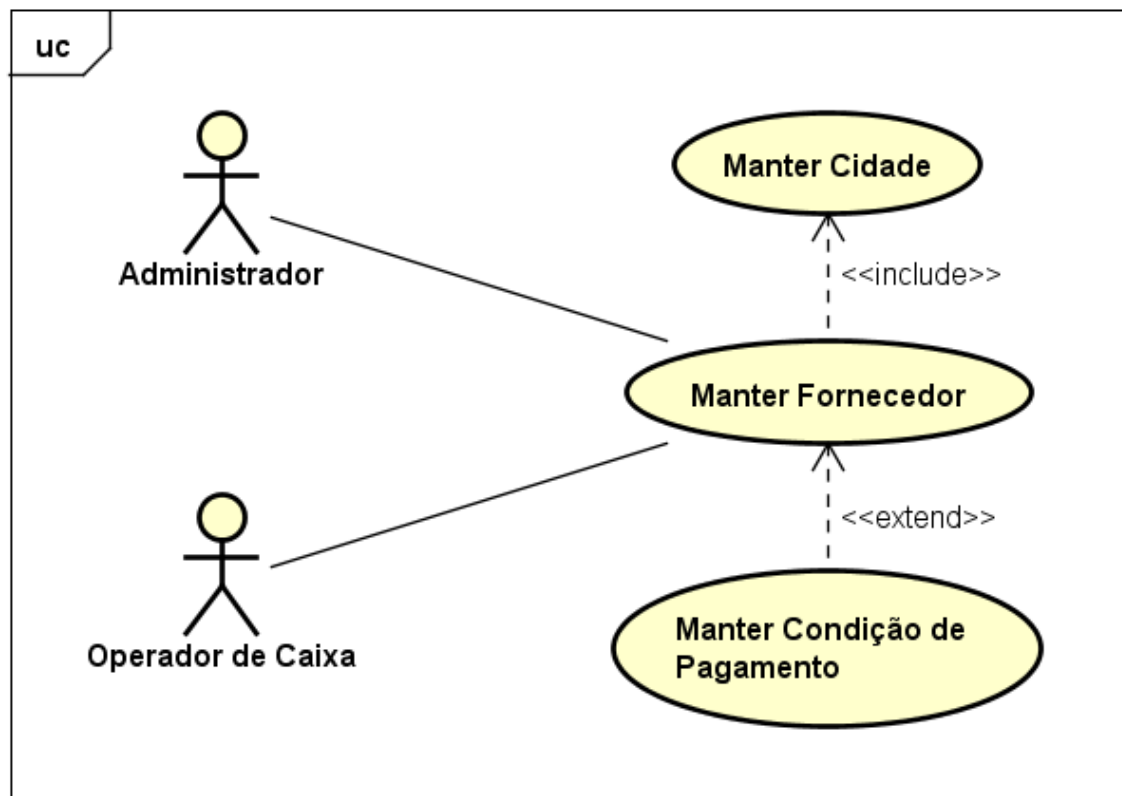 uc
Manter Cidade
Administrador
<<include>>
Manter Fornecedor
<<extend>>
Operador de Caixa
Manter Condição de
Pagamento